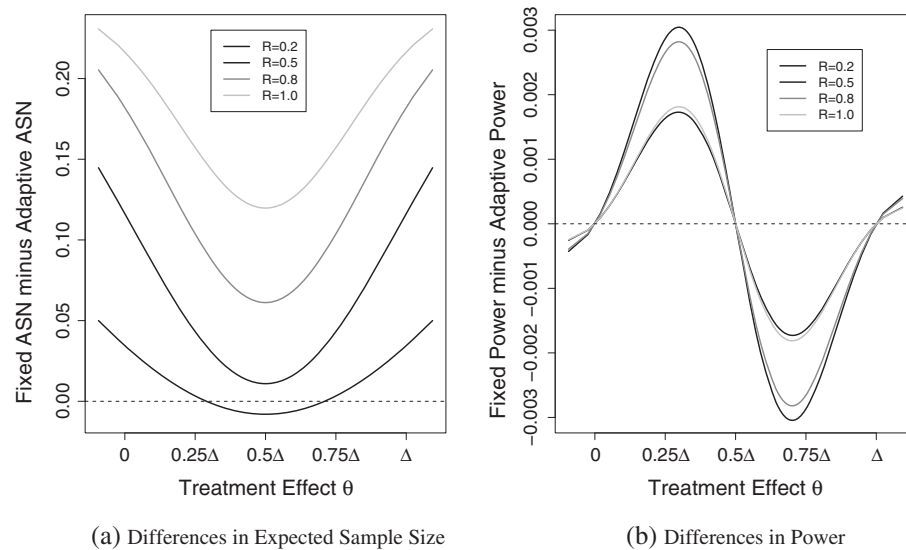 Fixed ASN minus Adaptive ASN
0.20
0.15
0.10
0.05
0.00
R=0.2
R=0.5
R=0.8
R=1.0
0
0.25Δ
0.5Δ
0.75Δ
Δ
Treatment Effect θ
(a) Differences in Expected Sample Size
Fixed Power minus Adaptive Power
0.003
0.002
0.001
0.000
−0.001
−0.002
−0.003
R=0.2
R=0.5
R=0.8
R=1.0
0
0.25Δ
0.5Δ
0.75Δ
Δ
Treatment Effect θ
(b) Differences in Power